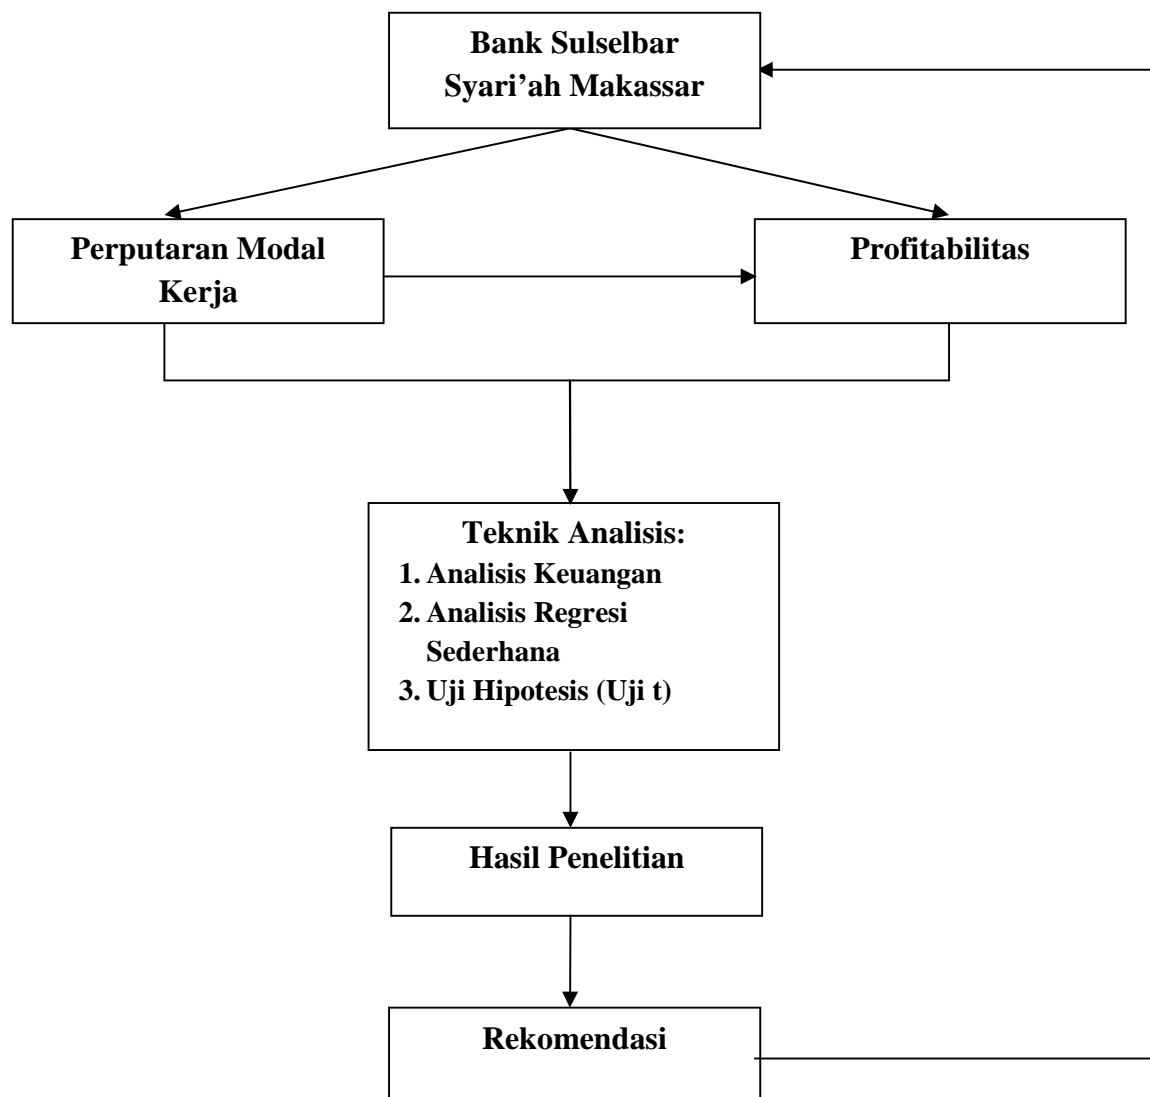 Bank Sulselbar
Syari’ah Makassar
Perputaran Modal
Kerja
Profitabilitas
Teknik Analisis:
1. Analisis Keuangan
2. Analisis Regresi
Sederhana
3. Uji Hipotesis (Uji t)
Hasil Penelitian
Rekomendasi